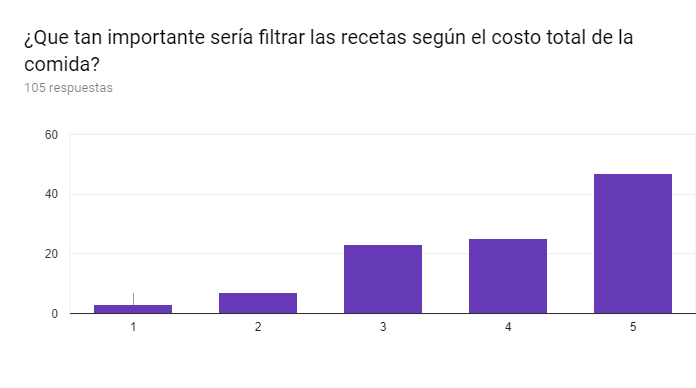 ¿Que tan importante sería filtrar las recetas según el costo total de la
comida?
105 respuestas
60
40
20
0
1 2 3 4 5